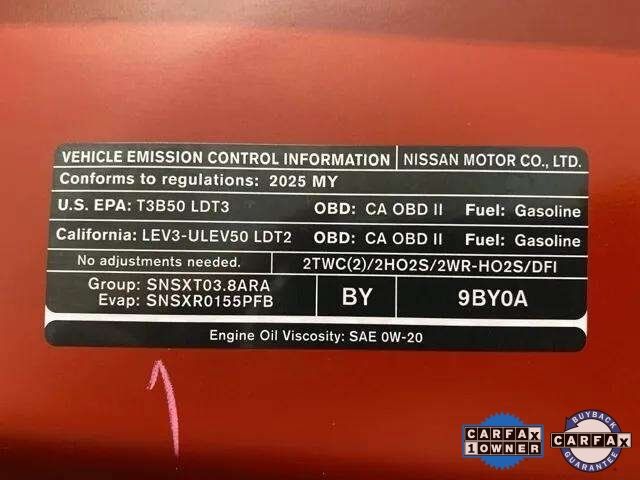 VEHICLE EMISSION CONTROL INFORMATION NISSAN MOTOR CO., LTD.
Conforms to regulations: 2025 MY
U.S. EPA: T3B50 LDT3 OBD: CA OBD II Fuel: Gasoline
California: LEV3-ULEV50 LDT2 OBD: CA OBD II Fuel: Gasoline
No adjustments needed. 2TWC(2)/2HO2S/2WR-HO2S/DFI
Group: SNSXT03.8ARA
Evap: SNSXR0155PFB
BY 9BY0A
Engine Oil Viscosity: SAE 0W-20
CARFAX
1 OWNER
BUYBACK
CARFAX
GUARANTEE